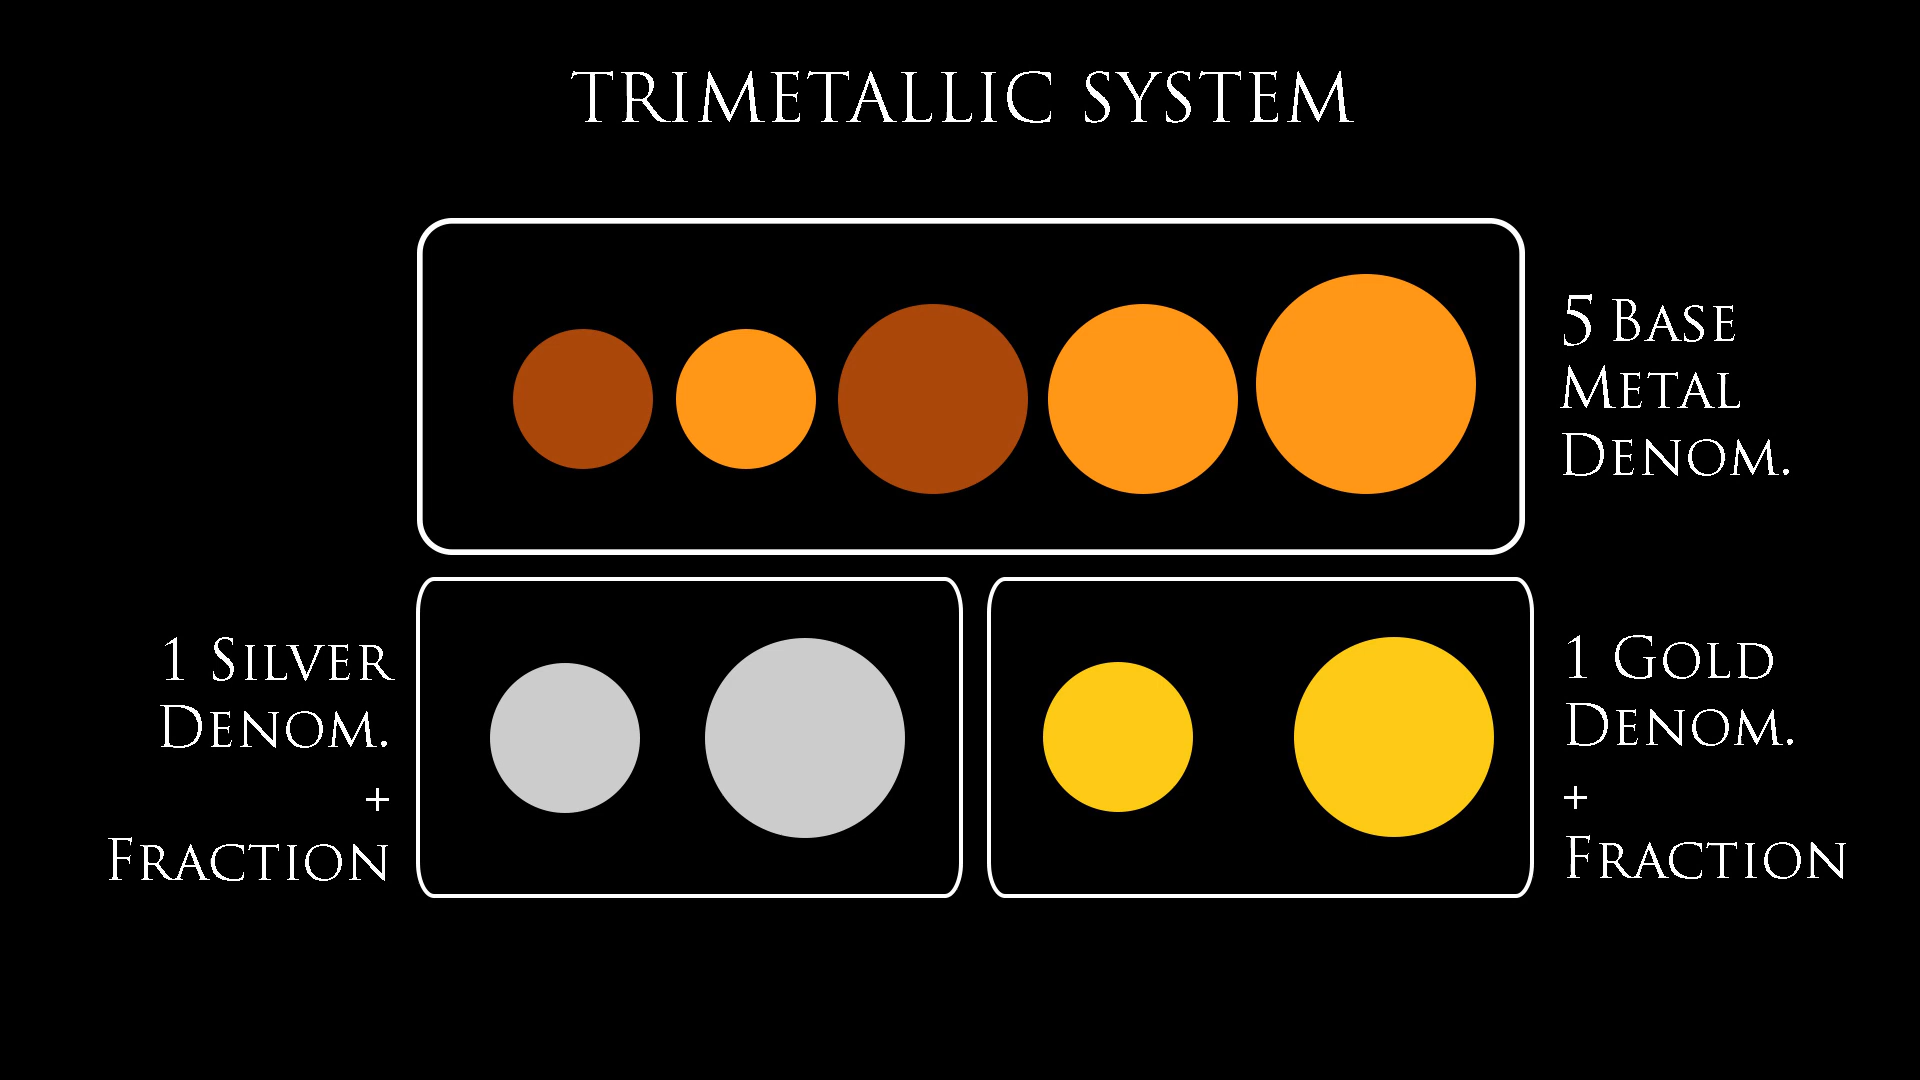 TRIMETALLIC SYSTEM
5 BASE
METAL
DENOM.
1 SILVER
DENOM.
+
FRACTION
1 GOLD
DENOM.
+
FRACTION